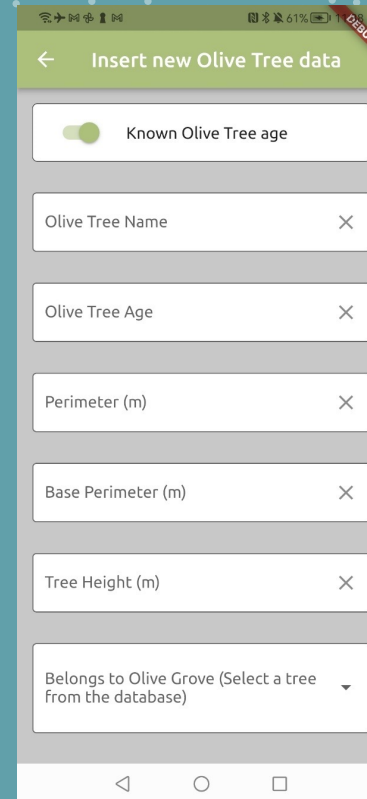 61%
Insert new Olive Tree data
Known Olive Tree age
Olive Tree Name
Olive Tree Age
Perimeter (m)
Base Perimeter (m)
Tree Height (m)
Belongs to Olive Grove (Select a tree
from the database)